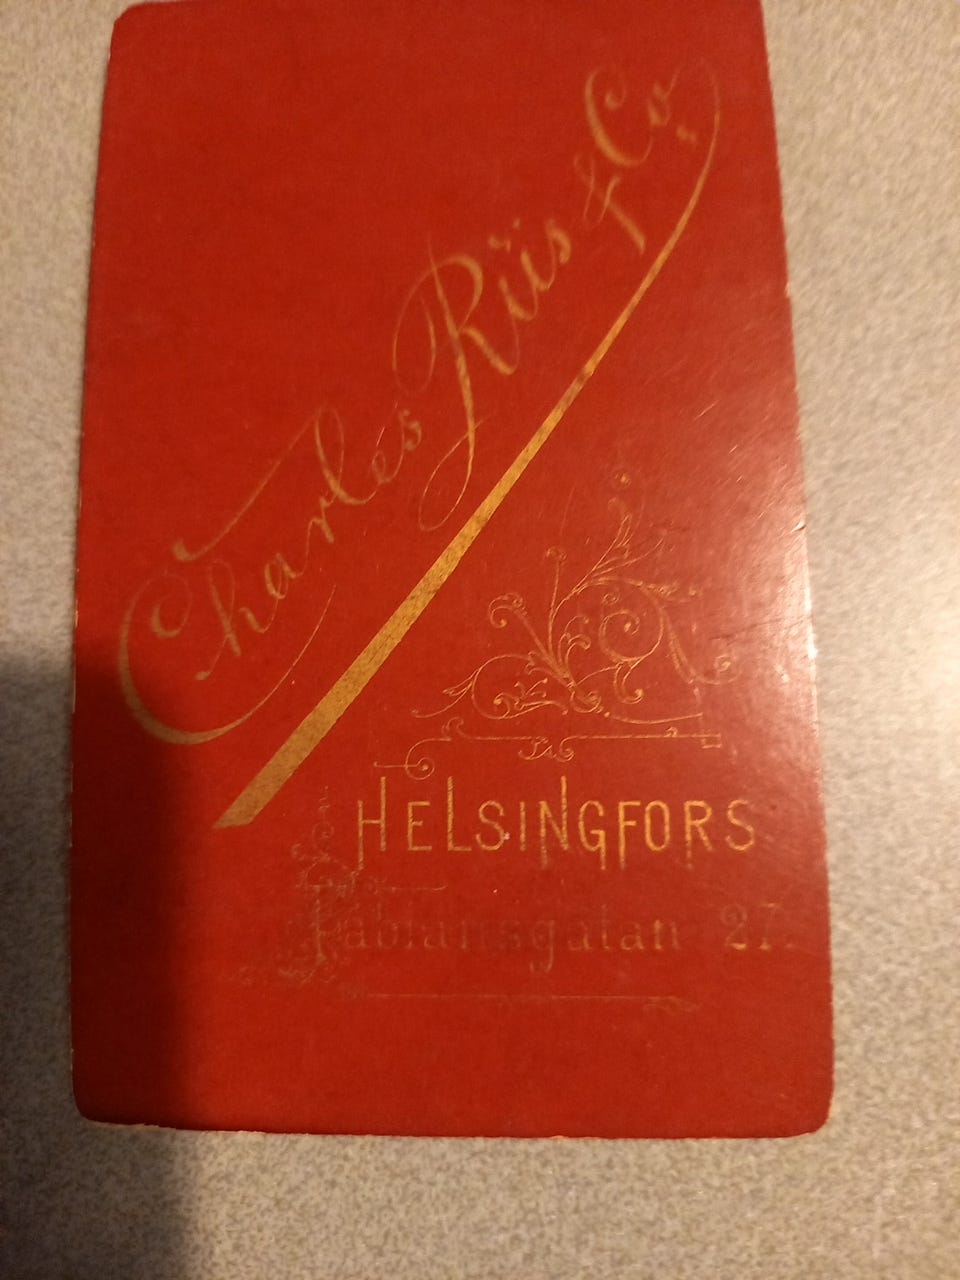 Charles Riis & Co.
HELSINGFORS
Fabiansgatan 27.